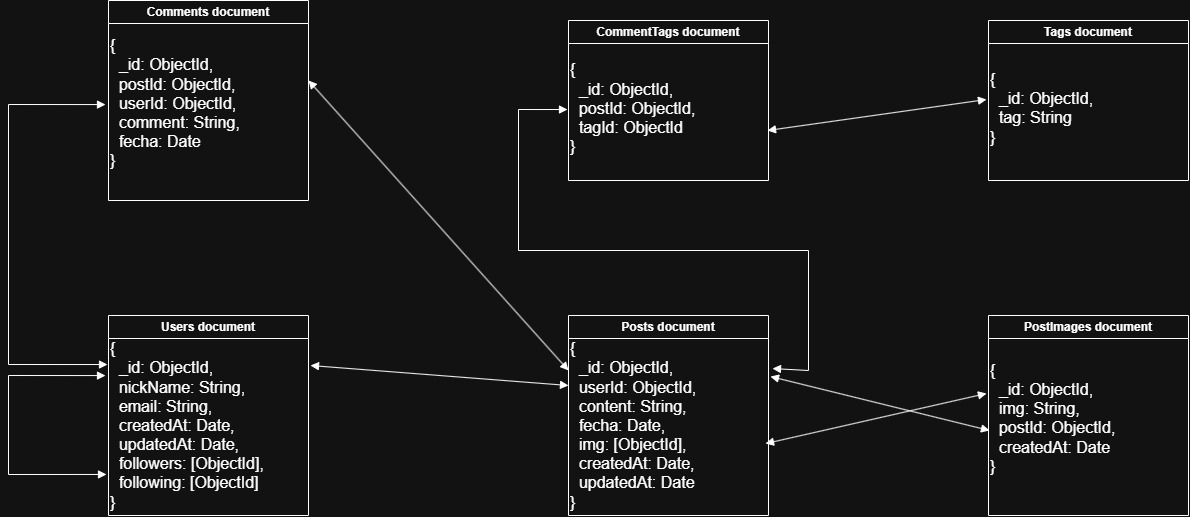 Comments document
{
_id: ObjectId,
postId: ObjectId,
userId: ObjectId,
comment: String,
fecha: Date
}
CommentTags document
{
_id: ObjectId,
postId: ObjectId,
tagId: ObjectId
}
Tags document
{
_id: ObjectId,
tag: String
}
Users document
{
_id: ObjectId,
nickName: String,
email: String,
createdAt: Date,
updatedAt: Date,
followers: [ObjectId],
following: [ObjectId]
}
Posts document
{
_id: ObjectId,
userId: ObjectId,
content: String,
fecha: Date,
img: [ObjectId],
createdAt: Date,
updatedAt: Date
}
PostImages document
{
_id: ObjectId,
img: String,
postId: ObjectId,
createdAt: Date
}